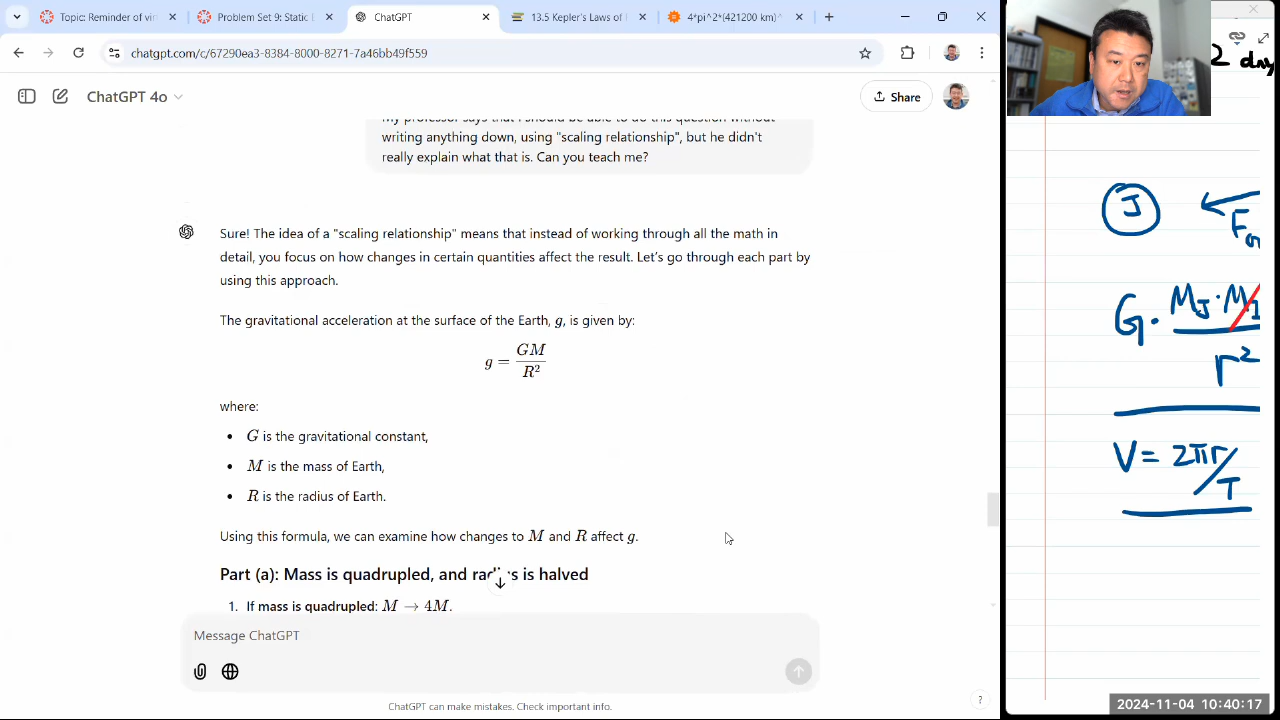 Topic: Reminder of vir
Problem Set 9: Static E
ChatGPT
13.5 Kepler's Laws of
4*pi^2*(421300 km)^
chatgpt.com/c/67290ea3-8384-8000-8271-7a46bb49f559
ChatGPT 4o
Share
My professor says that I should be able to do this question without
writing anything down, using "scaling relationship", but he didn't
really explain what that is. Can you teach me?
Sure! The idea of a "scaling relationship" means that instead of working through all the math in
detail, you focus on how changes in certain quantities affect the result. Let's go through each part by
using this approach.
The gravitational acceleration at the surface of the Earth, g, is given by:
g = GM / R²
where:
• G is the gravitational constant,
• M is the mass of Earth,
• R is the radius of Earth.
Using this formula, we can examine how changes to M and R affect g.
Part (a): Mass is quadrupled, and radius is halved
1. If mass is quadrupled: M → 4M.
Message ChatGPT
ChatGPT can make mistakes. Check important info.
?
2 day
J
F
G · MJ · M / r²
V = 2πr/T
2024-11-04 10:40:17